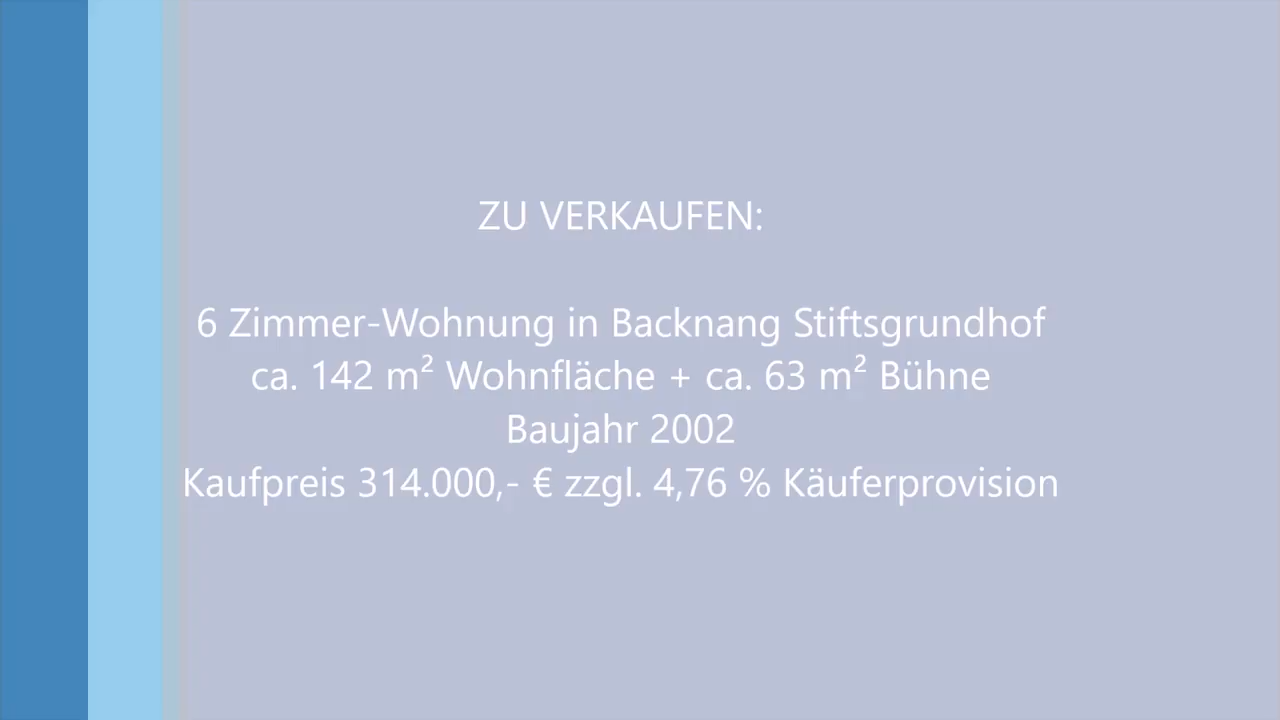 ZU VERKAUFEN:
6 Zimmer-Wohnung in Backnang Stiftsgrundhof
ca. 142 m² Wohnfläche + ca. 63 m² Bühne
Baujahr 2002
Kaufpreis 314.000,- € zzgl. 4,76 % Käuferprovision